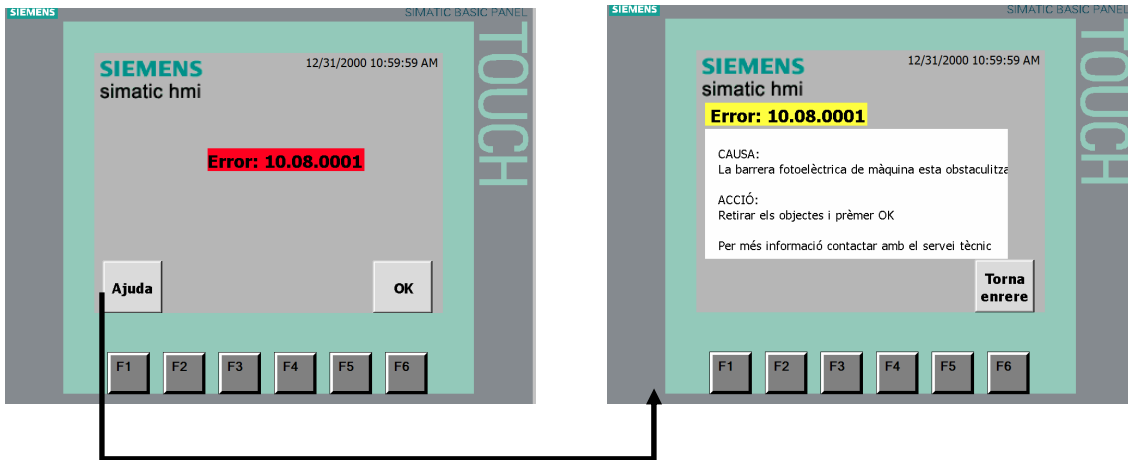 SIEMENS
SIMATIC BASIC PANEL
TOUCH
SIEMENS
simatic hmi
12/31/2000 10:59:59 AM
Error: 10.08.0001
Ajuda
OK
F1 F2 F3 F4 F5 F6
SIEMENS
SIMATIC BASIC PANEL
TOUCH
SIEMENS
simatic hmi
12/31/2000 10:59:59 AM
Error: 10.08.0001
CAUSA:
La barrera fotoelèctrica de màquina esta obstaculitza
ACCIÓ:
Retirar els objectes i prèmer OK
Per més informació contactar amb el servei tècnic
Torna
enrere
F1 F2 F3 F4 F5 F6